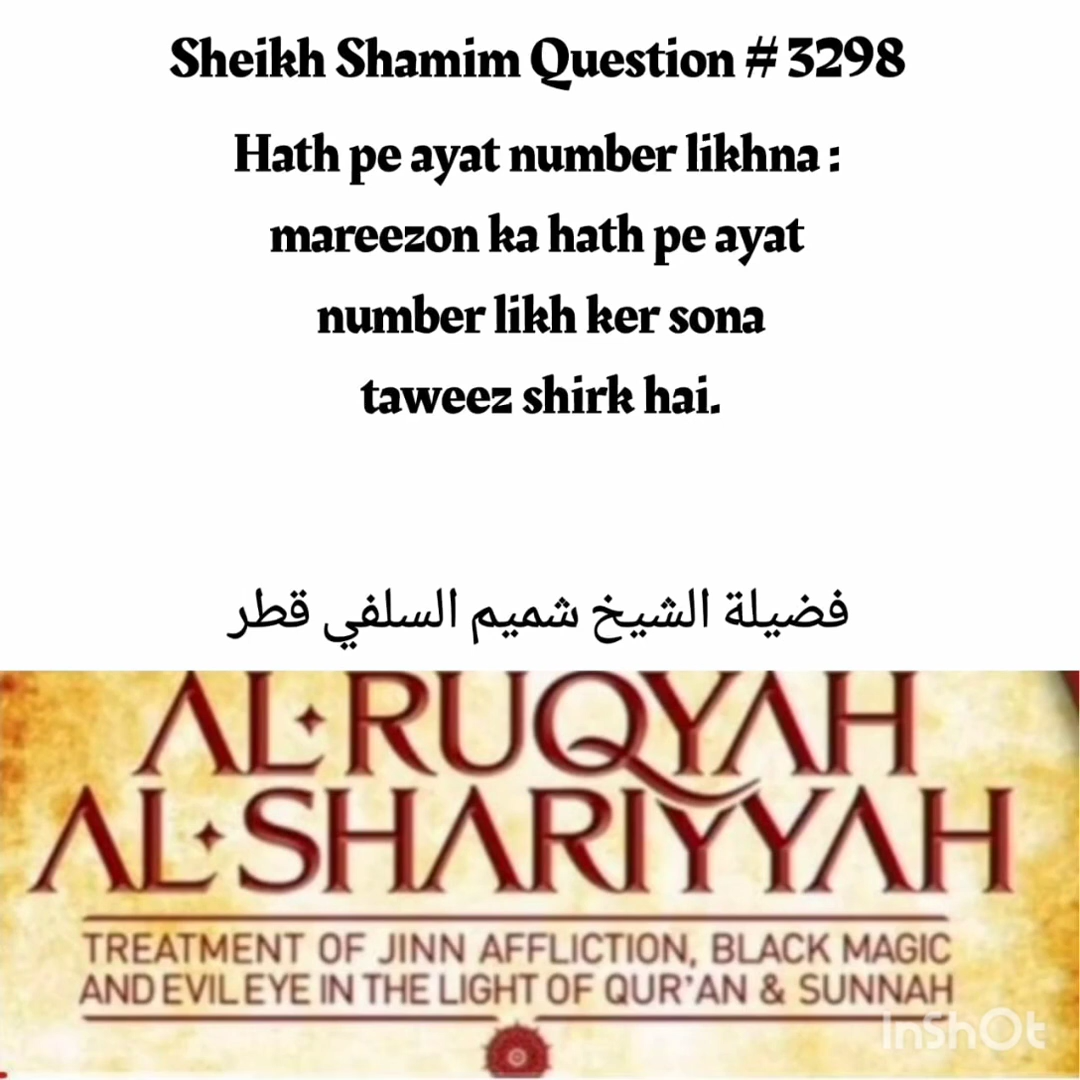 Sheikh Shamim Question # 3298
Hath pe ayat number likhna :
mareezon ka hath pe ayat
number likh ker sona
taweez shirk hai.
فضيلة الشيخ شميم السلفي قطر
AL·RUQYAH
AL·SHARIYYAH
TREATMENT OF JINN AFFLICTION, BLACK MAGIC
AND EVIL EYE IN THE LIGHT OF QUR'AN & SUNNAH
InShOt